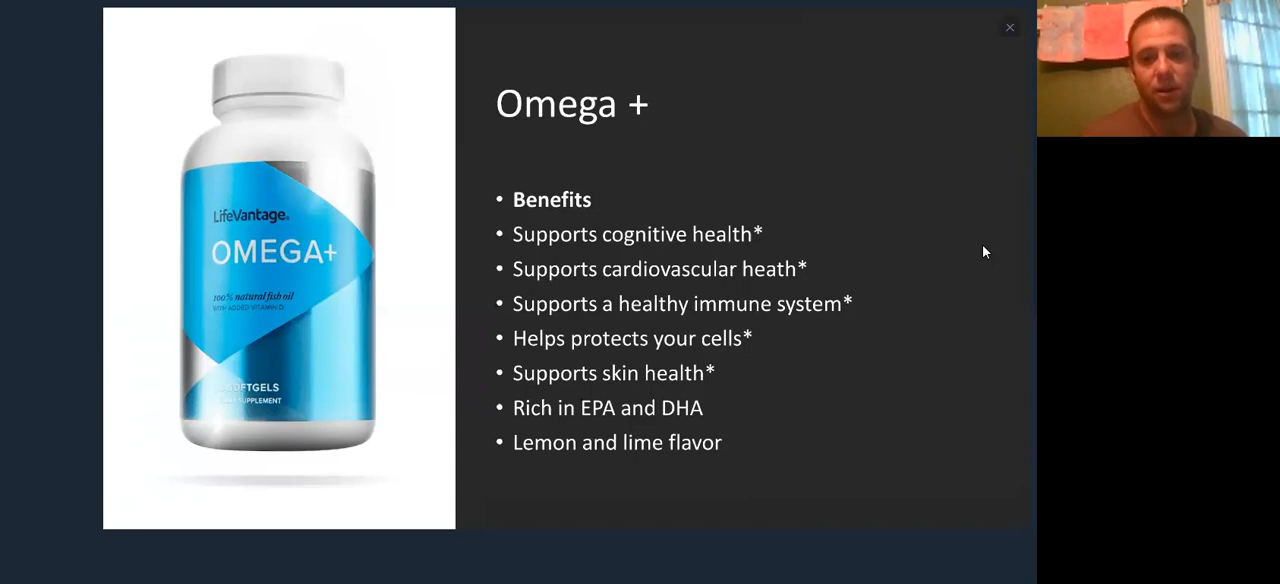 Omega +
• Benefits
• Supports cognitive health*
• Supports cardiovascular heath*
• Supports a healthy immune system*
• Helps protects your cells*
• Supports skin health*
• Rich in EPA and DHA
• Lemon and lime flavor
LifeVantage
OMEGA+
100% natural fish oil
WITH ADDED VITAMIN D
SUPPLEMENT